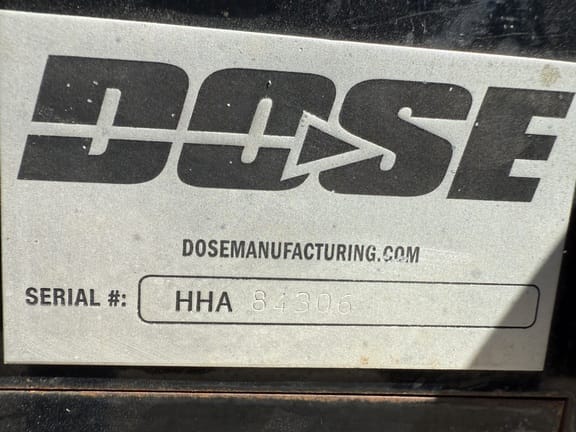 DOSE
DOSEMANUFACTURING.COM
SERIAL #: HHA 84306